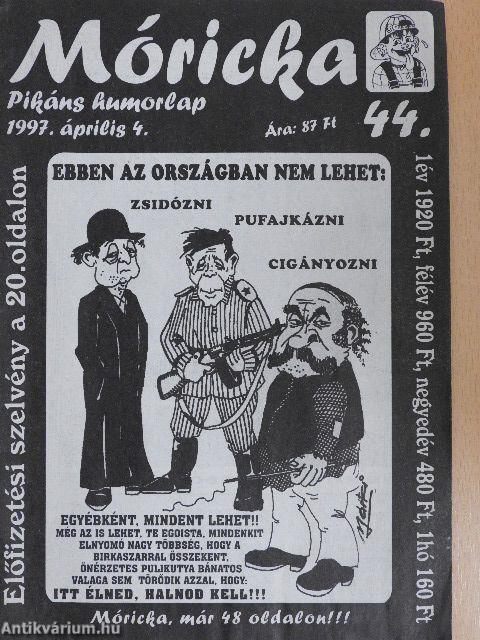 Móricka
Pikáns humorlap
1997. április 4.
Ára: 87 Ft
44.
EBBEN AZ ORSZÁGBAN NEM LEHET:
ZSIDÓZNI
PUFAJKÁZNI
CIGÁNYOZNI
Előfizetési szelvény a 20. oldalon
1év 1920 Ft, félév 960 Ft, negyedév 480 Ft, 1hó 160 Ft
EGYÉBKÉNT, MINDENT LEHET!!
MÉG AZ IS LEHET, TE EGOISTA, MINDENKIT
ELNYOMÓ NAGY TÖBBSÉG, HOGY A
BIRKASZARRAL ÖSSZEKENT,
ÖNÉRZETES PULIKUTYA BÁNATOS
VALAGA SEM TÖRŐDIK AZZAL, HOGY:
ITT ÉLNED, HALNOD KELL!!!
Móricka, már 48 oldalon!!!
Antikvárium.hu